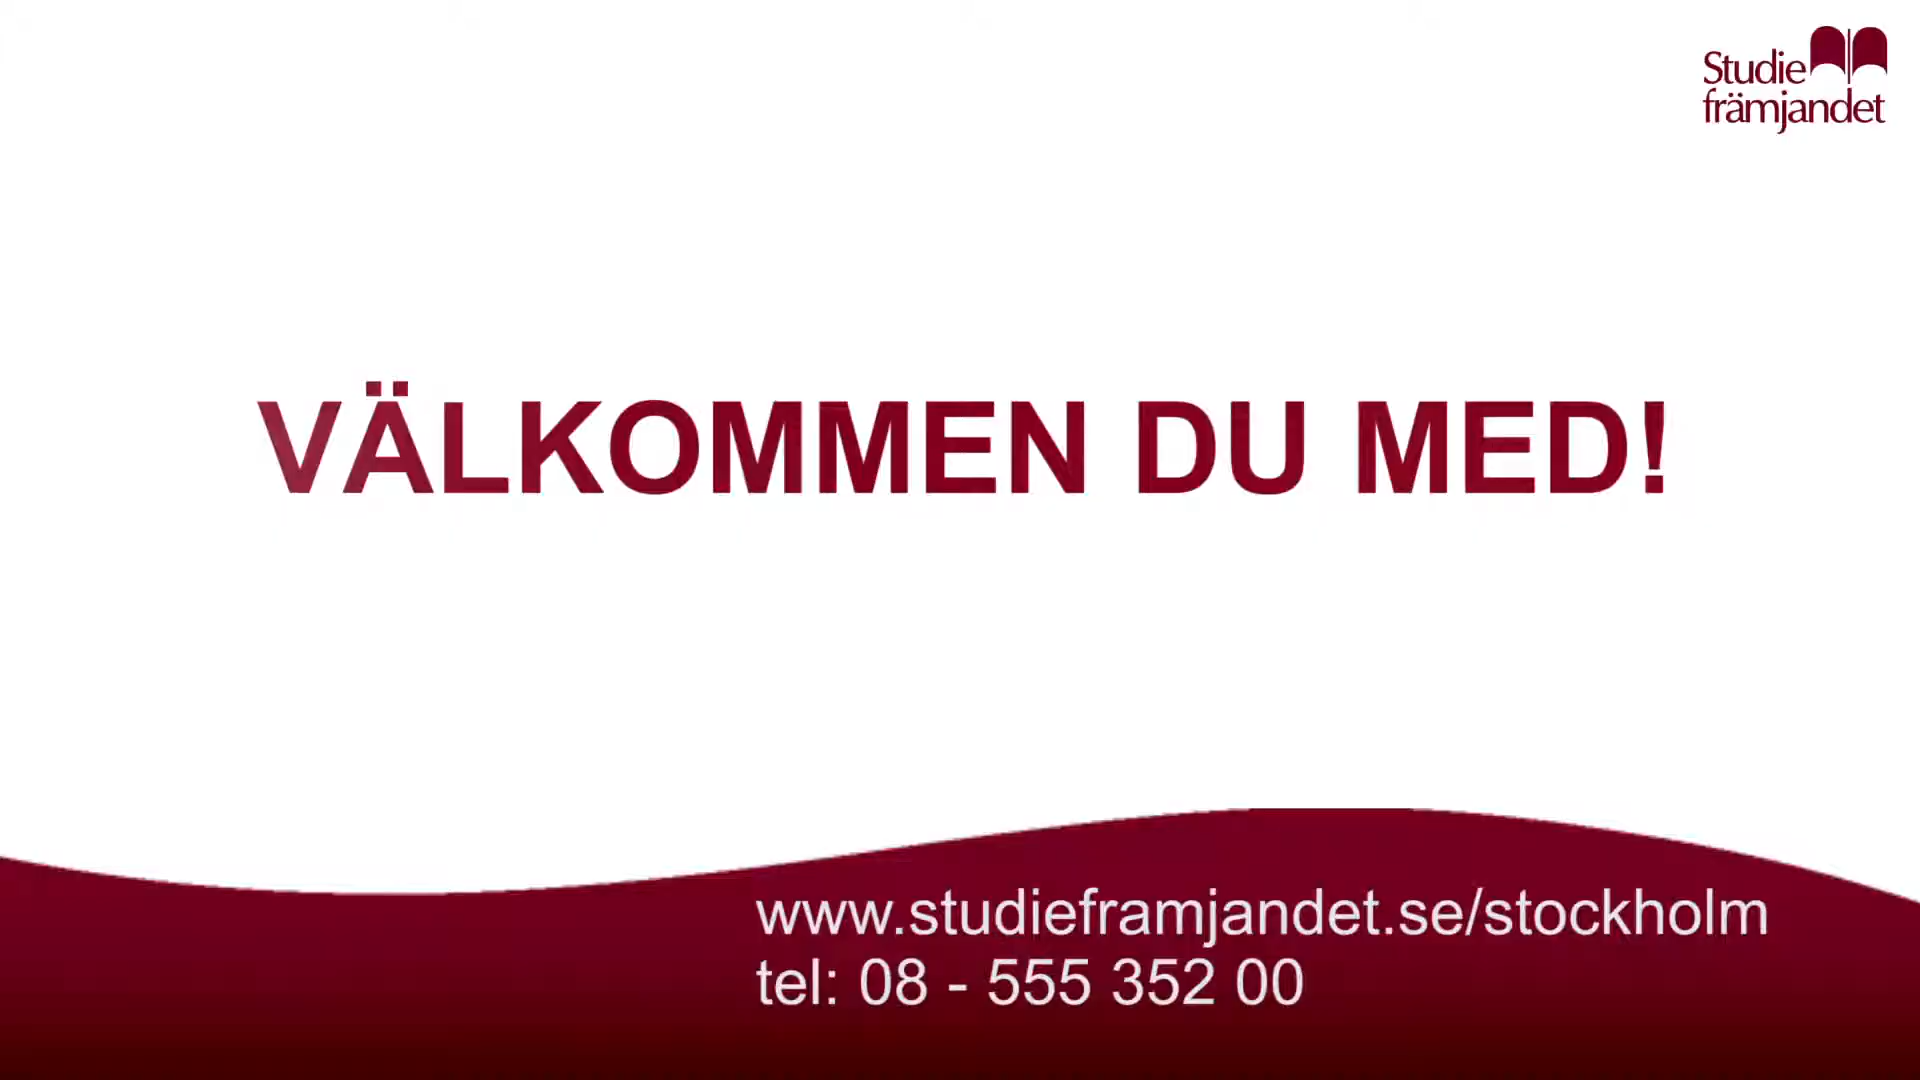 Studie
främjandet
VÄLKOMMEN DU MED!
www.studieframjandet.se/stockholm
tel: 08 - 555 352 00